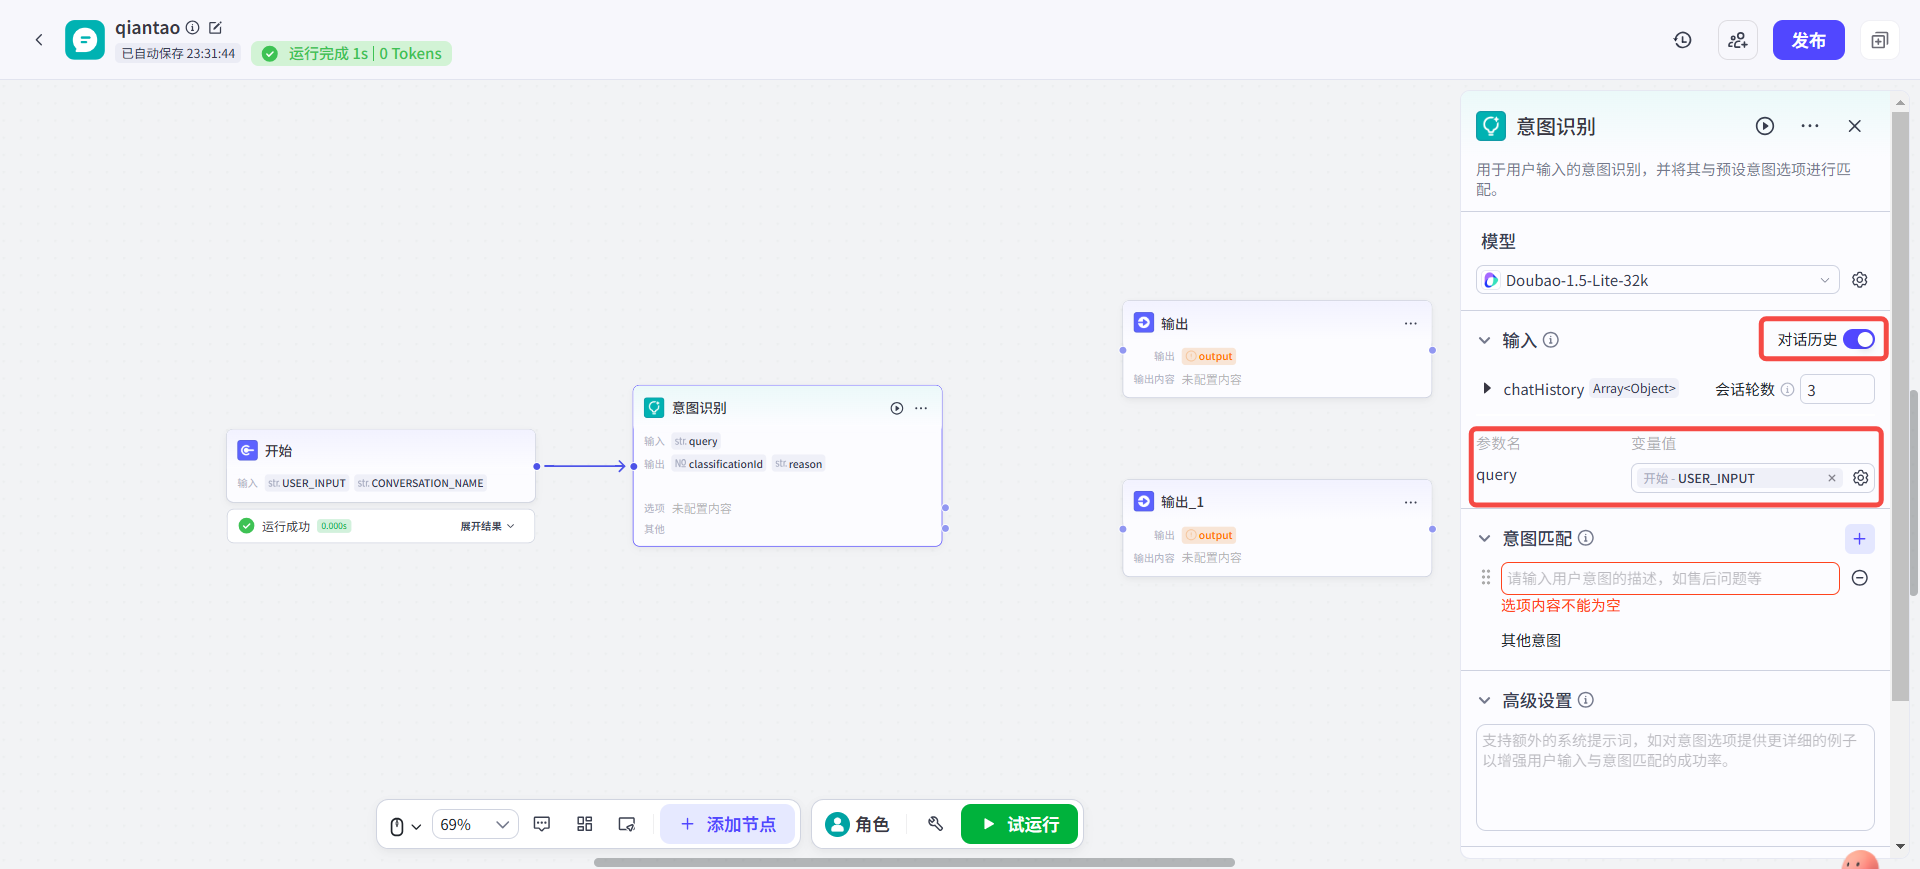 qiantao
已自动保存 23:31:44
运行完成 1s | 0 Tokens
发布
开始
输入 str. USER_INPUT str. CONVERSATION_NAME
运行成功 0.000s 展开结果
意图识别
输入 str. query
输出 NO classificationId str. reason
选项 未配置内容
其他
输出
输出 output
输出内容 未配置内容
输出_1
输出 output
输出内容 未配置内容
意图识别
用于用户输入的意图识别，并将其与预设意图选项进行匹
配。
模型
Doubao-1.5-Lite-32k
输入 对话历史
chatHistory Array<Object> 会话轮数 3
参数名 变量值
query 开始 - USER_INPUT
意图匹配
请输入用户意图的描述，如售后问题等
选项内容不能为空
其他意图
高级设置
支持额外的系统提示词，如对意图选项提供更详细的例子
以增强用户输入与意图匹配的成功率。
69% 添加节点 角色 试运行